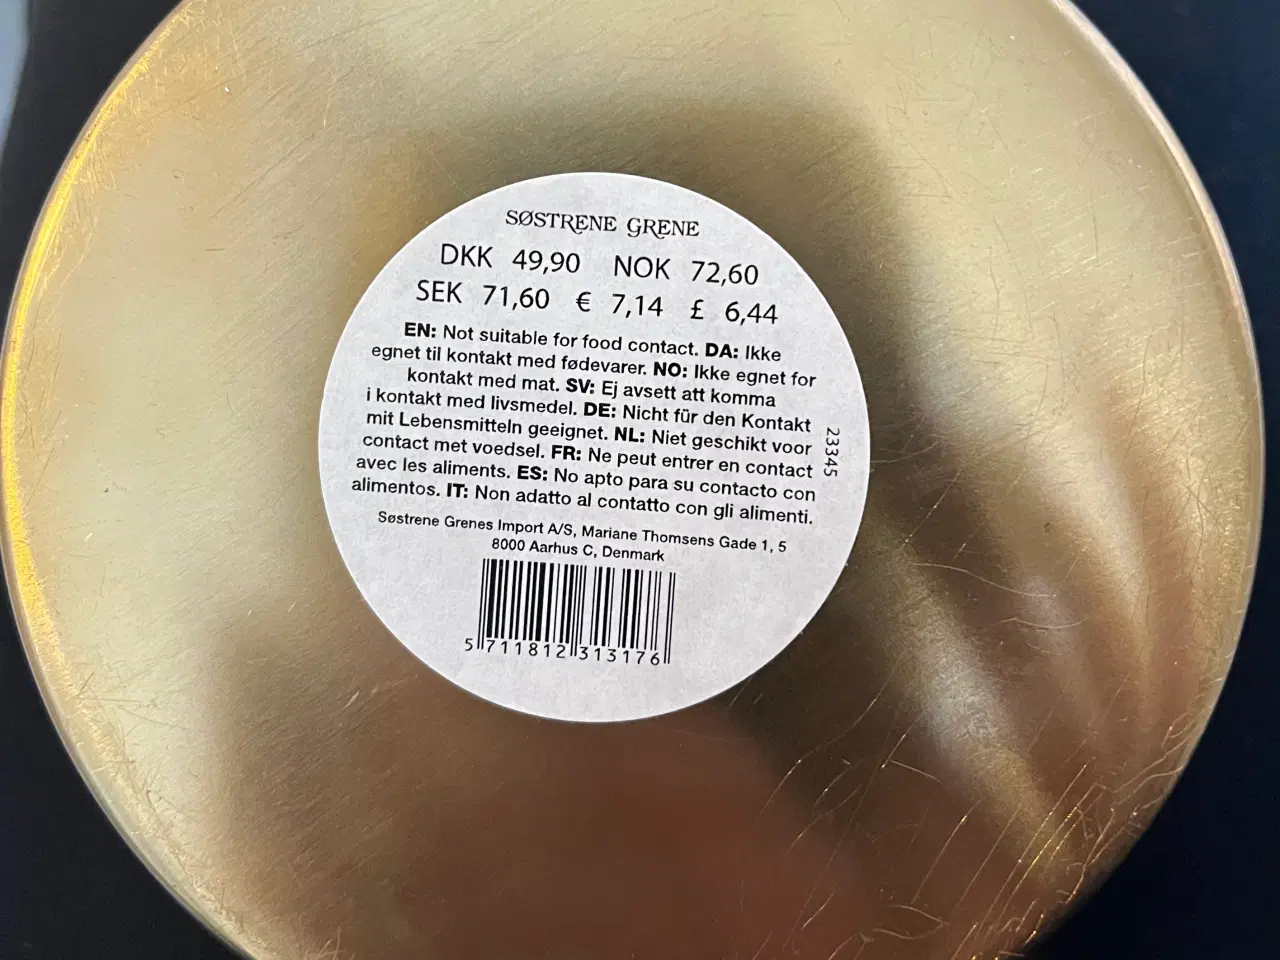 SØSTRENE GRENE
DKK 49,90 NOK 72,60
SEK 71,60 € 7,14 £ 6,44
EN: Not suitable for food contact. DA: Ikke
egnet til kontakt med fødevarer. NO: Ikke egnet for
kontakt med mat. SV: Ej avsett att komma
i kontakt med livsmedel. DE: Nicht für den Kontakt
mit Lebensmitteln geeignet. NL: Niet geschikt voor
contact met voedsel. FR: Ne peut entrer en contact
avec les aliments. ES: No apto para su contacto con
alimentos. IT: Non adatto al contatto con gli alimenti.
23345
Søstrene Grenes Import A/S, Mariane Thomsens Gade 1, 5
8000 Aarhus C, Denmark
5 711812 313176